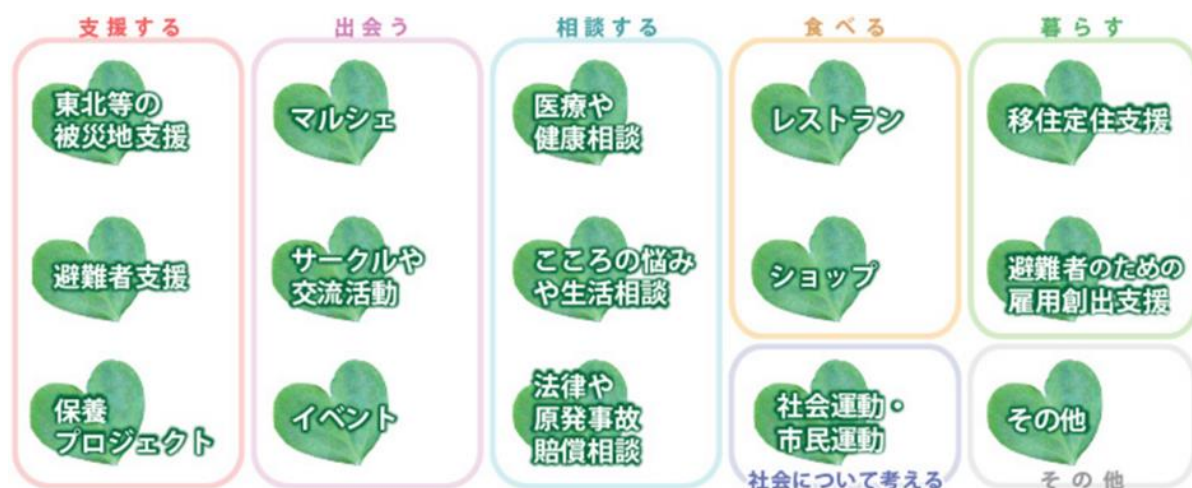 支援する
東北等の
被災地支援
避難者支援
保養
プロジェクト
出会う
マルシェ
サークルや
交流活動
イベント
相談する
医療や
健康相談
こころの悩み
や生活相談
法律や
原発事故
賠償相談
食べる
レストラン
ショップ
暮らす
移住定住支援
避難者のための
雇用創出支援
社会運動・
市民運動
社会について考える
その他
その他